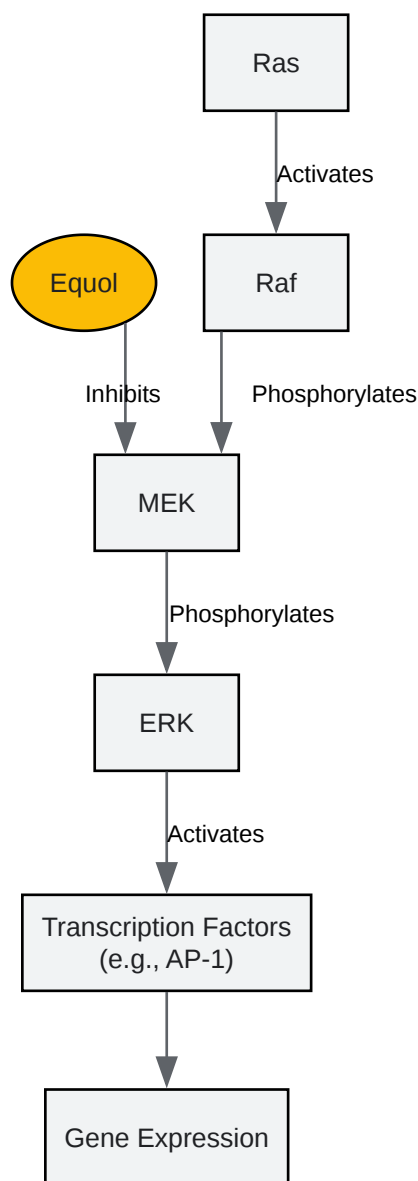 Ras
Activates
Equol
Raf
Inhibits
Phosphorylates
MEK
Phosphorylates
ERK
Activates
Transcription Factors
(e.g., AP-1)
Gene Expression